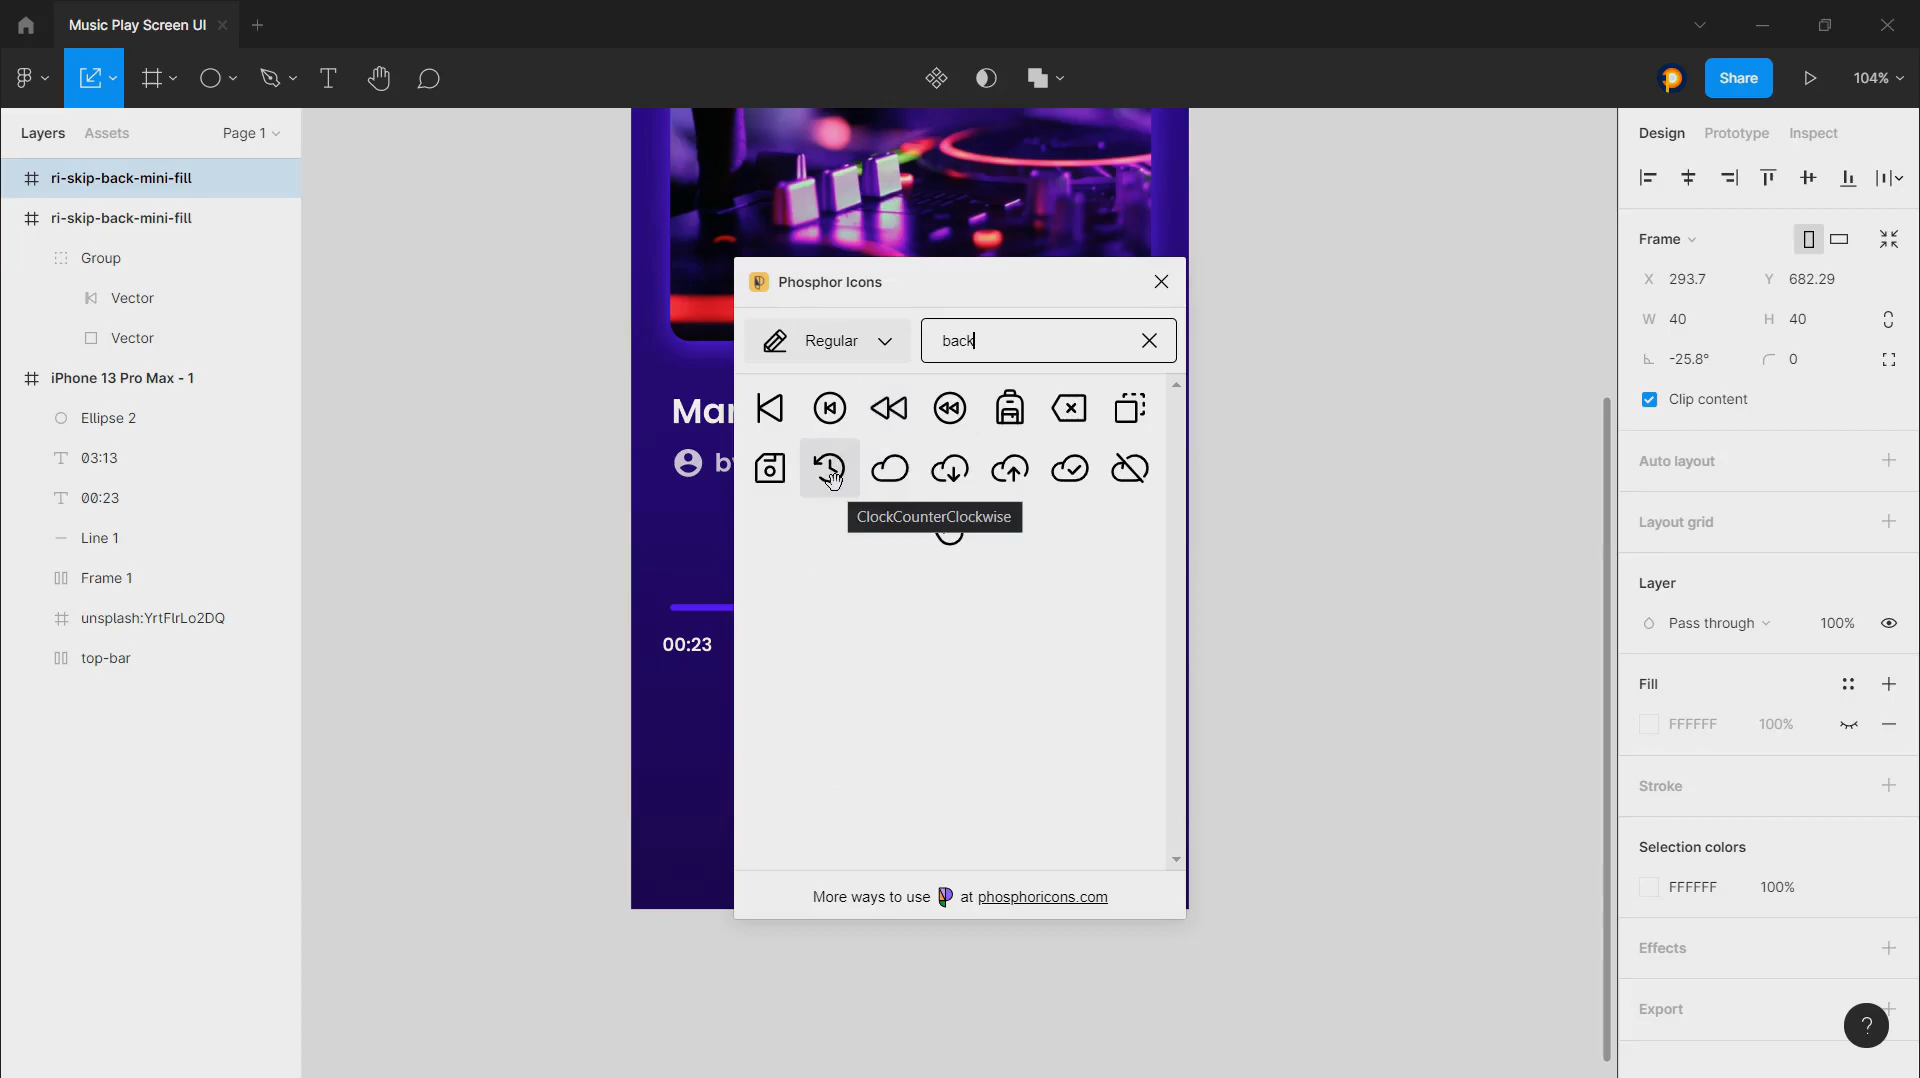 Music Play Screen UI
Share
104%
Layers
Assets
Page 1
Design
Prototype
Inspect
ri-skip-back-mini-fill
ri-skip-back-mini-fill
Group
Vector
Vector
iPhone 13 Pro Max - 1
Ellipse 2
03:13
00:23
Line 1
Frame 1
unsplash:YrtFlrLo2DQ
top-bar
Mar
by
00:23
Phosphor Icons
Regular
back
ClockCounterClockwise
More ways to use at phosphoricons.com
Frame
X 293.7 Y 682.29
W 40 H 40
-25.8° 0
Clip content
Auto layout
Layout grid
Layer
Pass through 100%
Fill
FFFFFF 100%
Stroke
Selection colors
FFFFFF 100%
Effects
Export
?